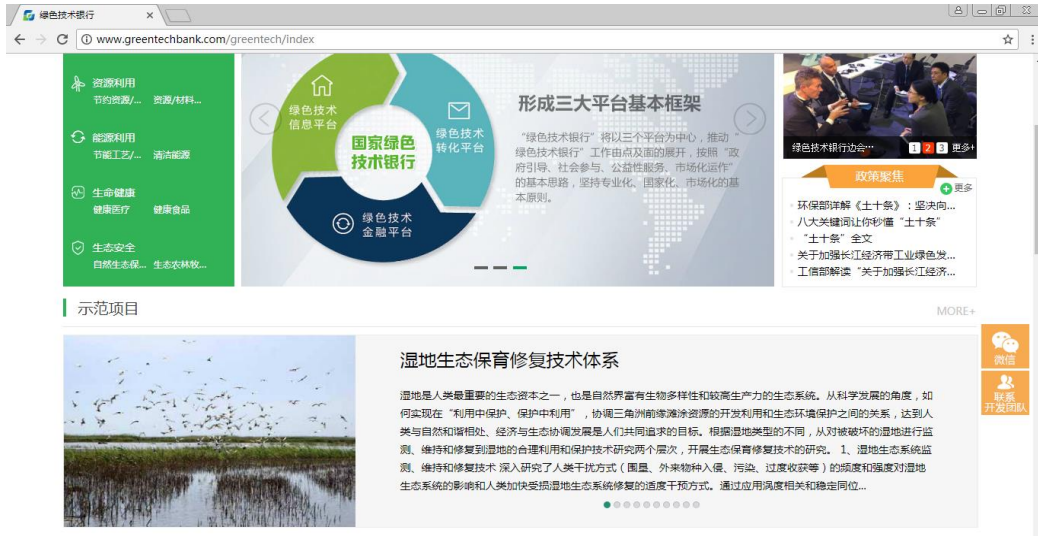 绿色技术银行
www.greentechbank.com/greentech/index
资源利用
节约资源/... 资源/材料...
能源利用
节能工艺/... 清洁能源
生命健康
健康医疗 健康食品
生态安全
自然生态保... 生态农林牧...
绿色技术
信息平台
绿色技术
转化平台
国家绿色
技术银行
绿色技术
金融平台
形成三大平台基本框架
“绿色技术银行”将以三个平台为中心，推动“
绿色技术银行”工作由点及面的展开，按照“政
府引导、社会参与、公益性服务、市场化运作”
的基本思路，坚持专业化、国家化、市场化的基
本原则。
绿色技术银行边会… 1 2 3 更多+
政策聚焦
更多
环保部详解《土十条》：坚决向...
八大关键词让你秒懂“土十条”
“土十条”全文
关于加强长江经济带工业绿色发...
工信部解读“关于加强长江经济...
示范项目
MORE+
湿地生态保育修复技术体系
湿地是人类最重要的生态资本之一，也是自然界富有生物多样性和较高生产力的生态系统。从科学发展的角度，如
何实现在“利用中保护、保护中利用”，协调三角洲前缘滩涂资源的开发利用和生态环境保护之间的关系，达到人
类与自然和谐相处、经济与生态协调发展是人们共同追求的目标。根据湿地类型的不同，从对被破坏的湿地进行监
测、维持和修复到湿地的合理利用和保护技术研究两个层次，开展生态保育修复技术的研究。 1、湿地生态系统监
测、维持和修复技术 深入研究了人类干扰方式（围垦、外来物种入侵、污染、过度收获等）的频度和强度对湿地
生态系统的影响和人类加快受损湿地生态系统修复的适度干预方式。通过应用涡度相关和稳定同位...
微信
联系
开发团队